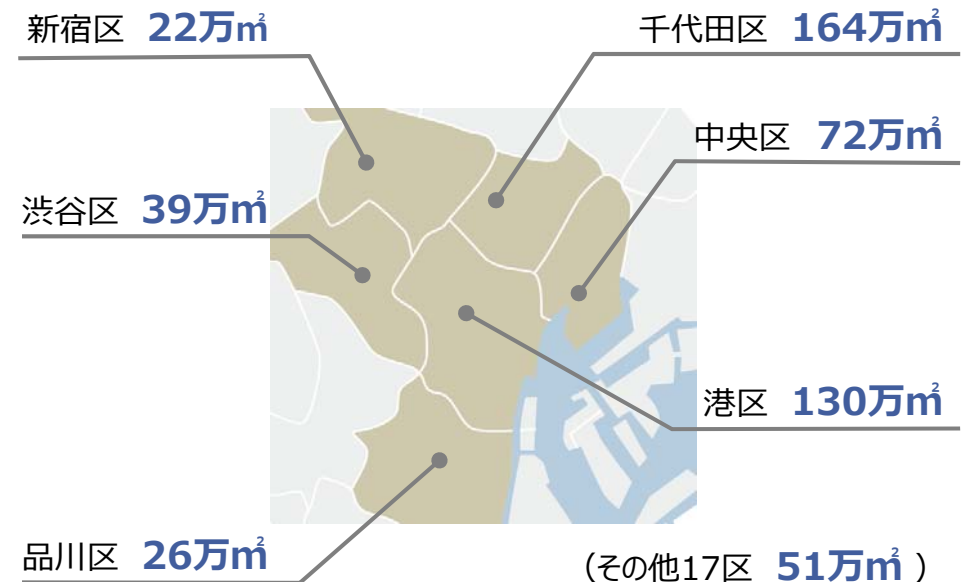 新宿区 22万㎡
千代田区 164万㎡
中央区 72万㎡
渋谷区 39万㎡
港区 130万㎡
品川区 26万㎡
(その他17区 51万㎡ )